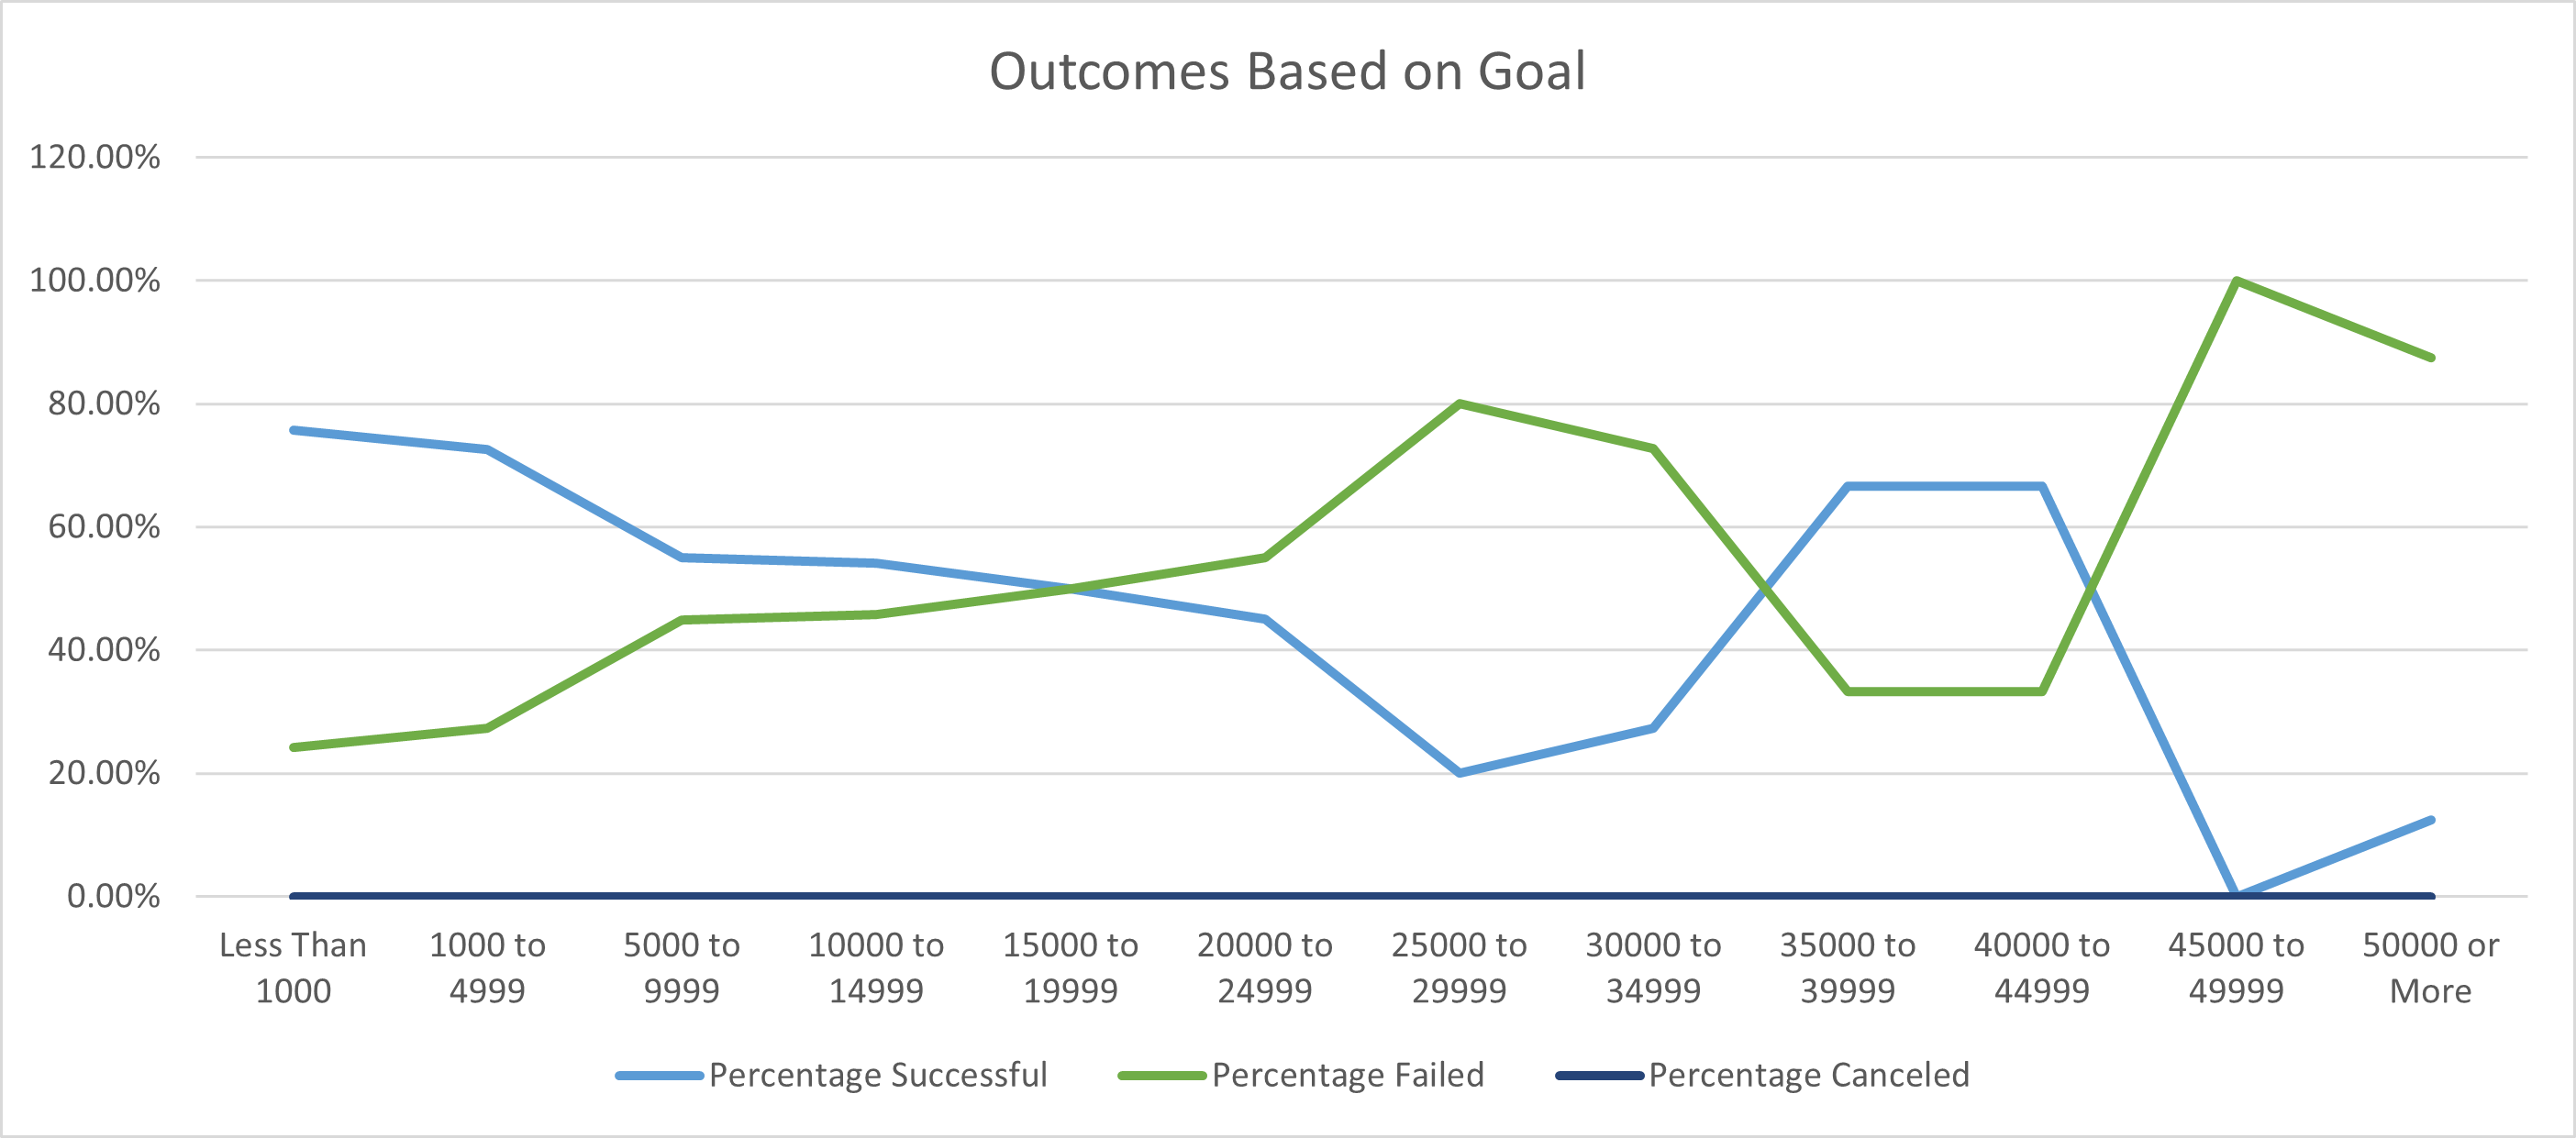 Outcomes Based on Goal
120.00%
100.00%
80.00%
60.00%
40.00%
20.00%
0.00%
Less Than 1000
1000 to 4999
5000 to 9999
10000 to 14999
15000 to 19999
20000 to 24999
25000 to 29999
30000 to 34999
35000 to 39999
40000 to 44999
45000 to 49999
50000 or More
Percentage Successful
Percentage Failed
Percentage Canceled